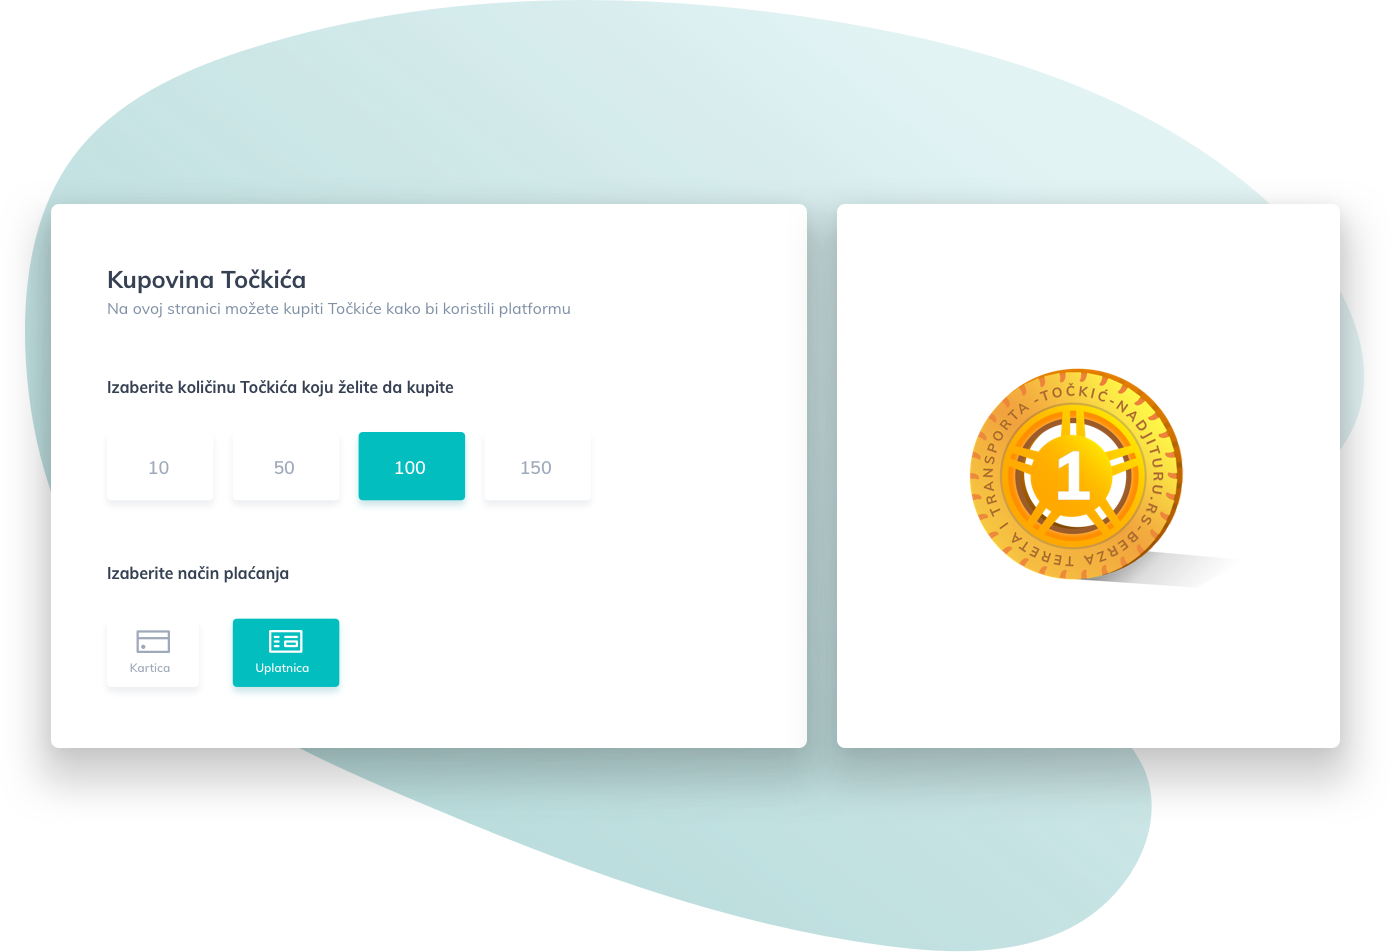 Kupovina Točkića
Na ovoj stranici možete kupiti Točkiće kako bi koristili platformu
Izaberite količinu Točkića koju želite da kupite
10
50
100
150
Izaberite način plaćanja
Kartica
Uplatnica
-TOČKIĆ-NADJITURU.RS-BERZA TERETA I TRANSPORTA
1